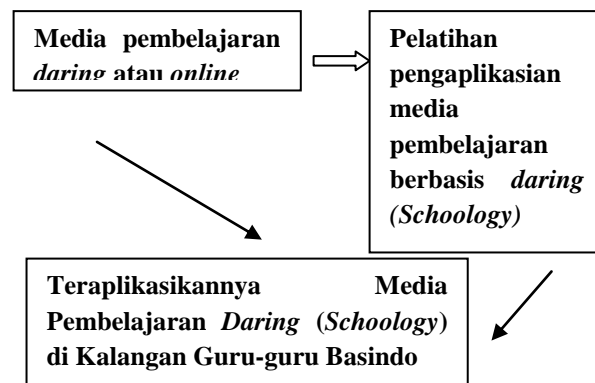 Media pembelajaran
daring atau online
Pelatihan
pengaplikasian
media
pembelajaran
berbasis daring
(Schoology)
Teraplikasikannya Media
Pembelajaran Daring (Schoology)
di Kalangan Guru-guru Basindo